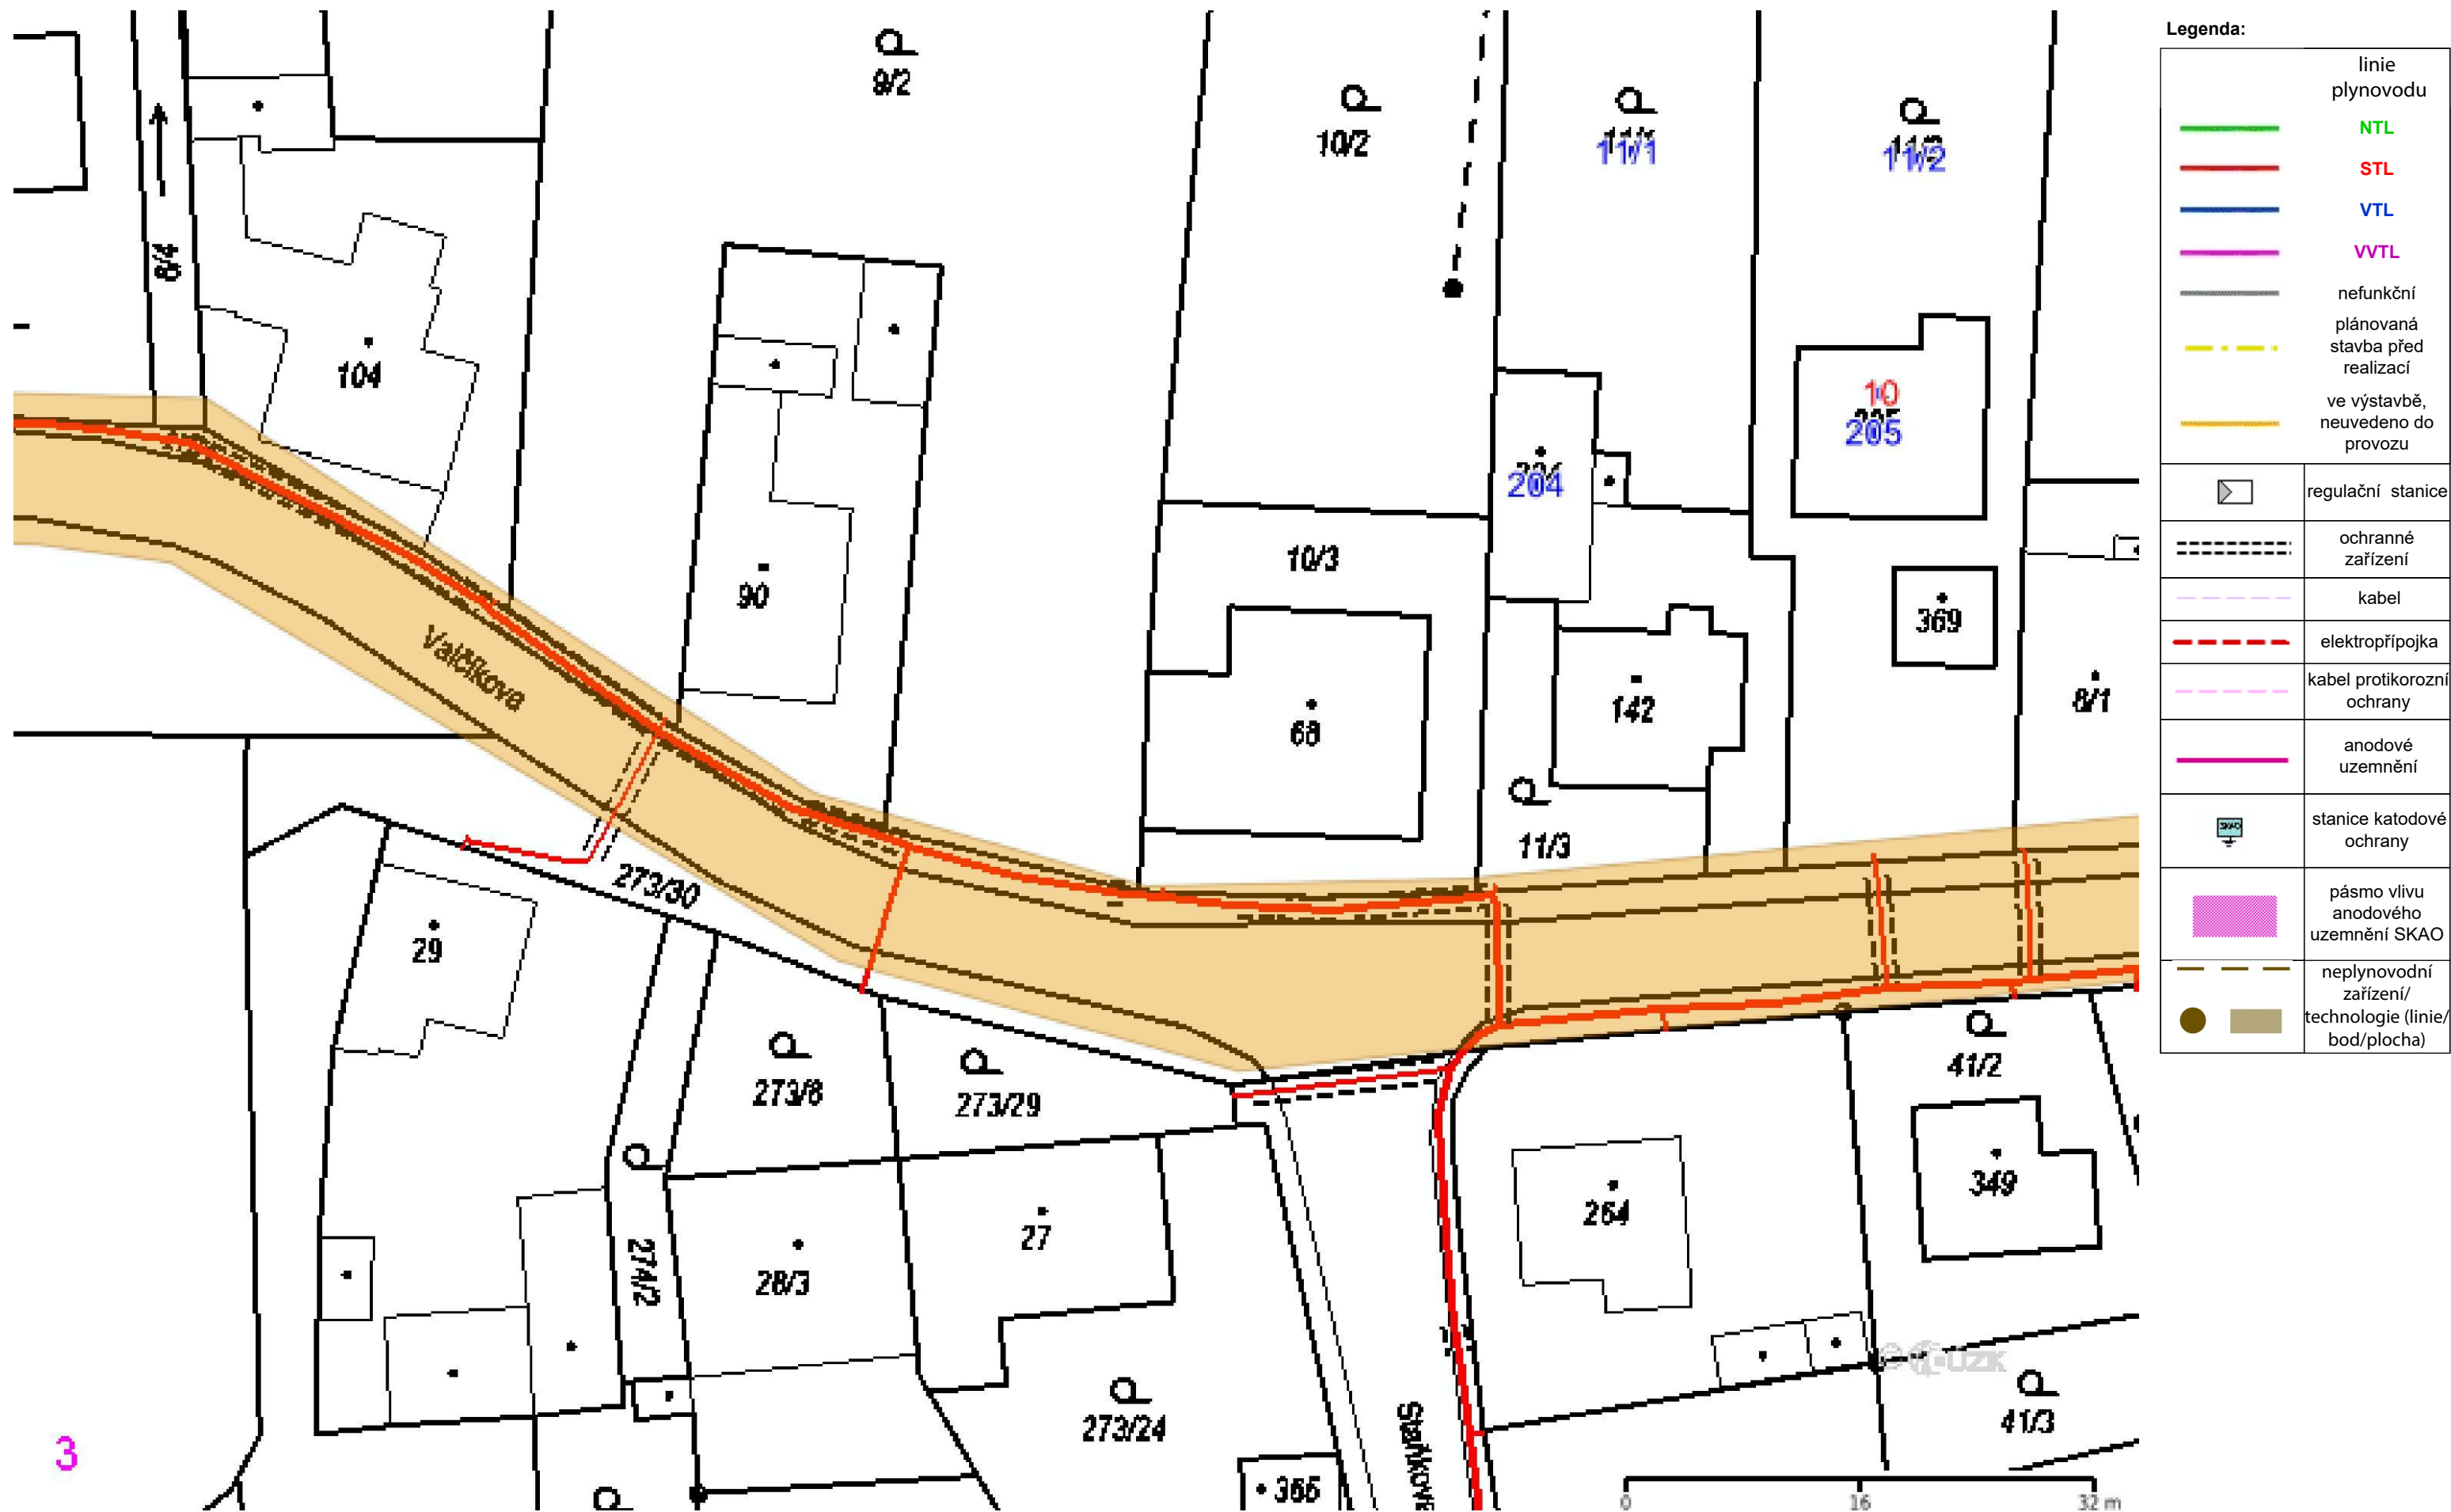 9/2
10/2
11/1
11/1
11/2
8/4
104
10
205
204
10/3
90
369
Valčíkova
68
142
8/1
11/3
273/30
29
273/6
273/29
41/2
264
349
27
28/3
274/2
273/24
41/3
365
3
0 16 32 m
Legenda:
linie
plynovodu
NTL
STL
VTL
VVTL
nefunkční
plánovaná
stavba před
realizací
ve výstavbě,
neuvedeno do
provozu
regulační stanice
ochranné
zařízení
kabel
elektropřípojka
kabel protikorozní
ochrany
anodové
uzemnění
SKAO
stanice katodové
ochrany
pásmo vlivu
anodového
uzemnění SKAO
neplynovodní
zařízení/
technologie (linie/
bod/plocha)